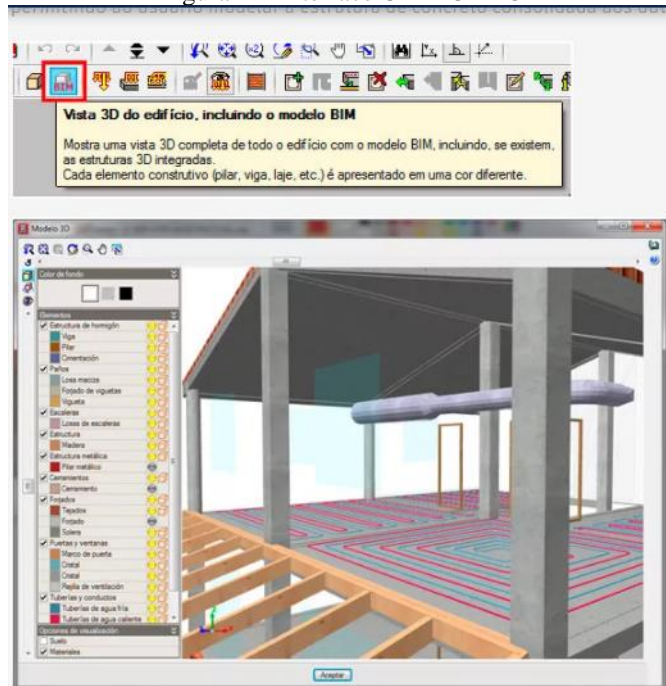 BIM
Vista 3D do edifício, incluindo o modelo BIM
Mostra uma vista 3D completa de todo o edifício com o modelo BIM, incluindo, se existem,
as estruturas 3D integradas.
Cada elemento construtivo (pilar, viga, laje, etc.) é apresentado em uma cor diferente.
Modelo 3D
Color de fondo
Elementos
Estructura de hormigón
Viga
Pilar
Cimentación
Paños
Losa maciza
Forjado de viguetas
Vigueta
Escaleras
Losas de escaleras
Estructura
Madera
Estructura metálica
Pilar metálico
Cerramientos
Cerramiento
Forjados
Tejados
Forjado
Solera
Puertas y ventanas
Marco de puerta
Cristal
Cristal
Rejilla de ventilación
Tuberías y conductos
Tuberías de agua fría
Tuberías de agua caliente
Opciones de visualización
Suelo
Materiales
Aceptar